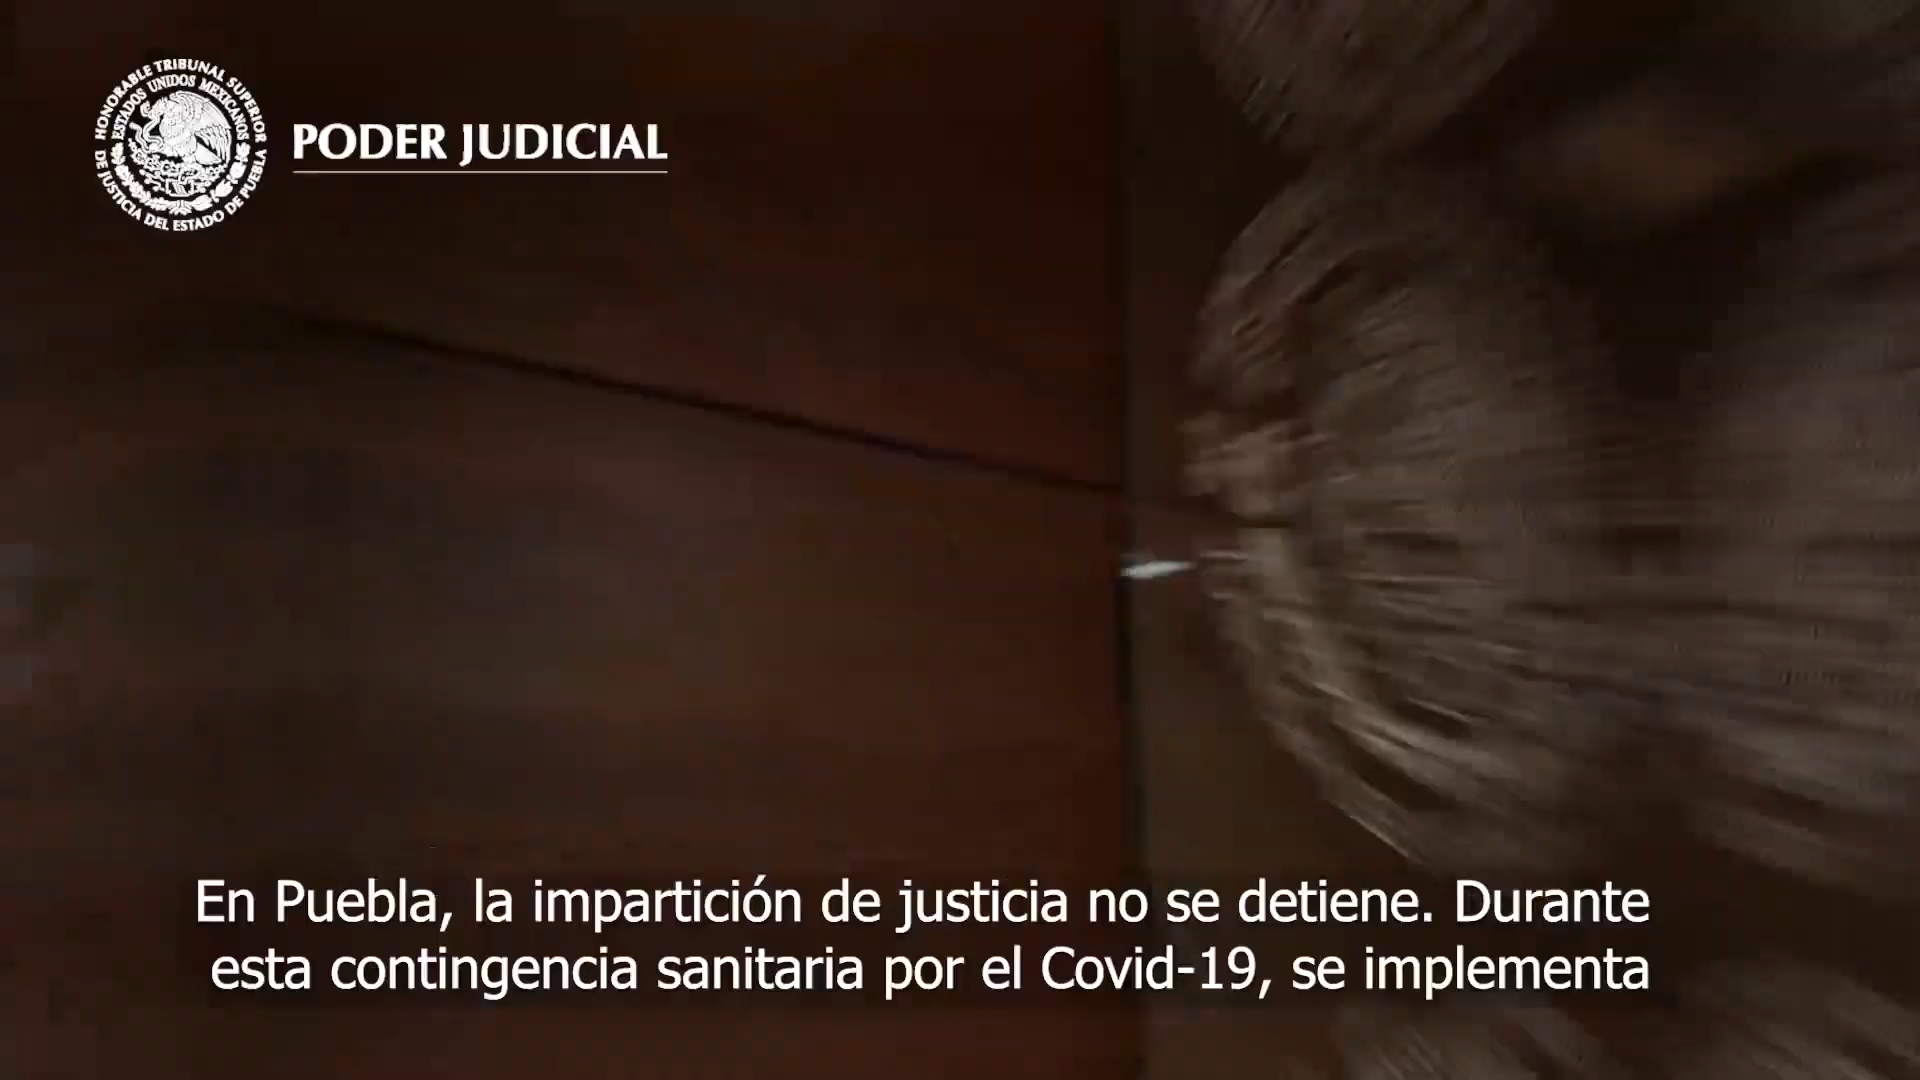 HONORABLE TRIBUNAL SUPERIOR
DE JUSTICIA DEL ESTADO DE PUEBLA
ESTADOS UNIDOS MEXICANOS
PODER JUDICIAL
En Puebla, la impartición de justicia no se detiene. Durante
esta contingencia sanitaria por el Covid-19, se implementa